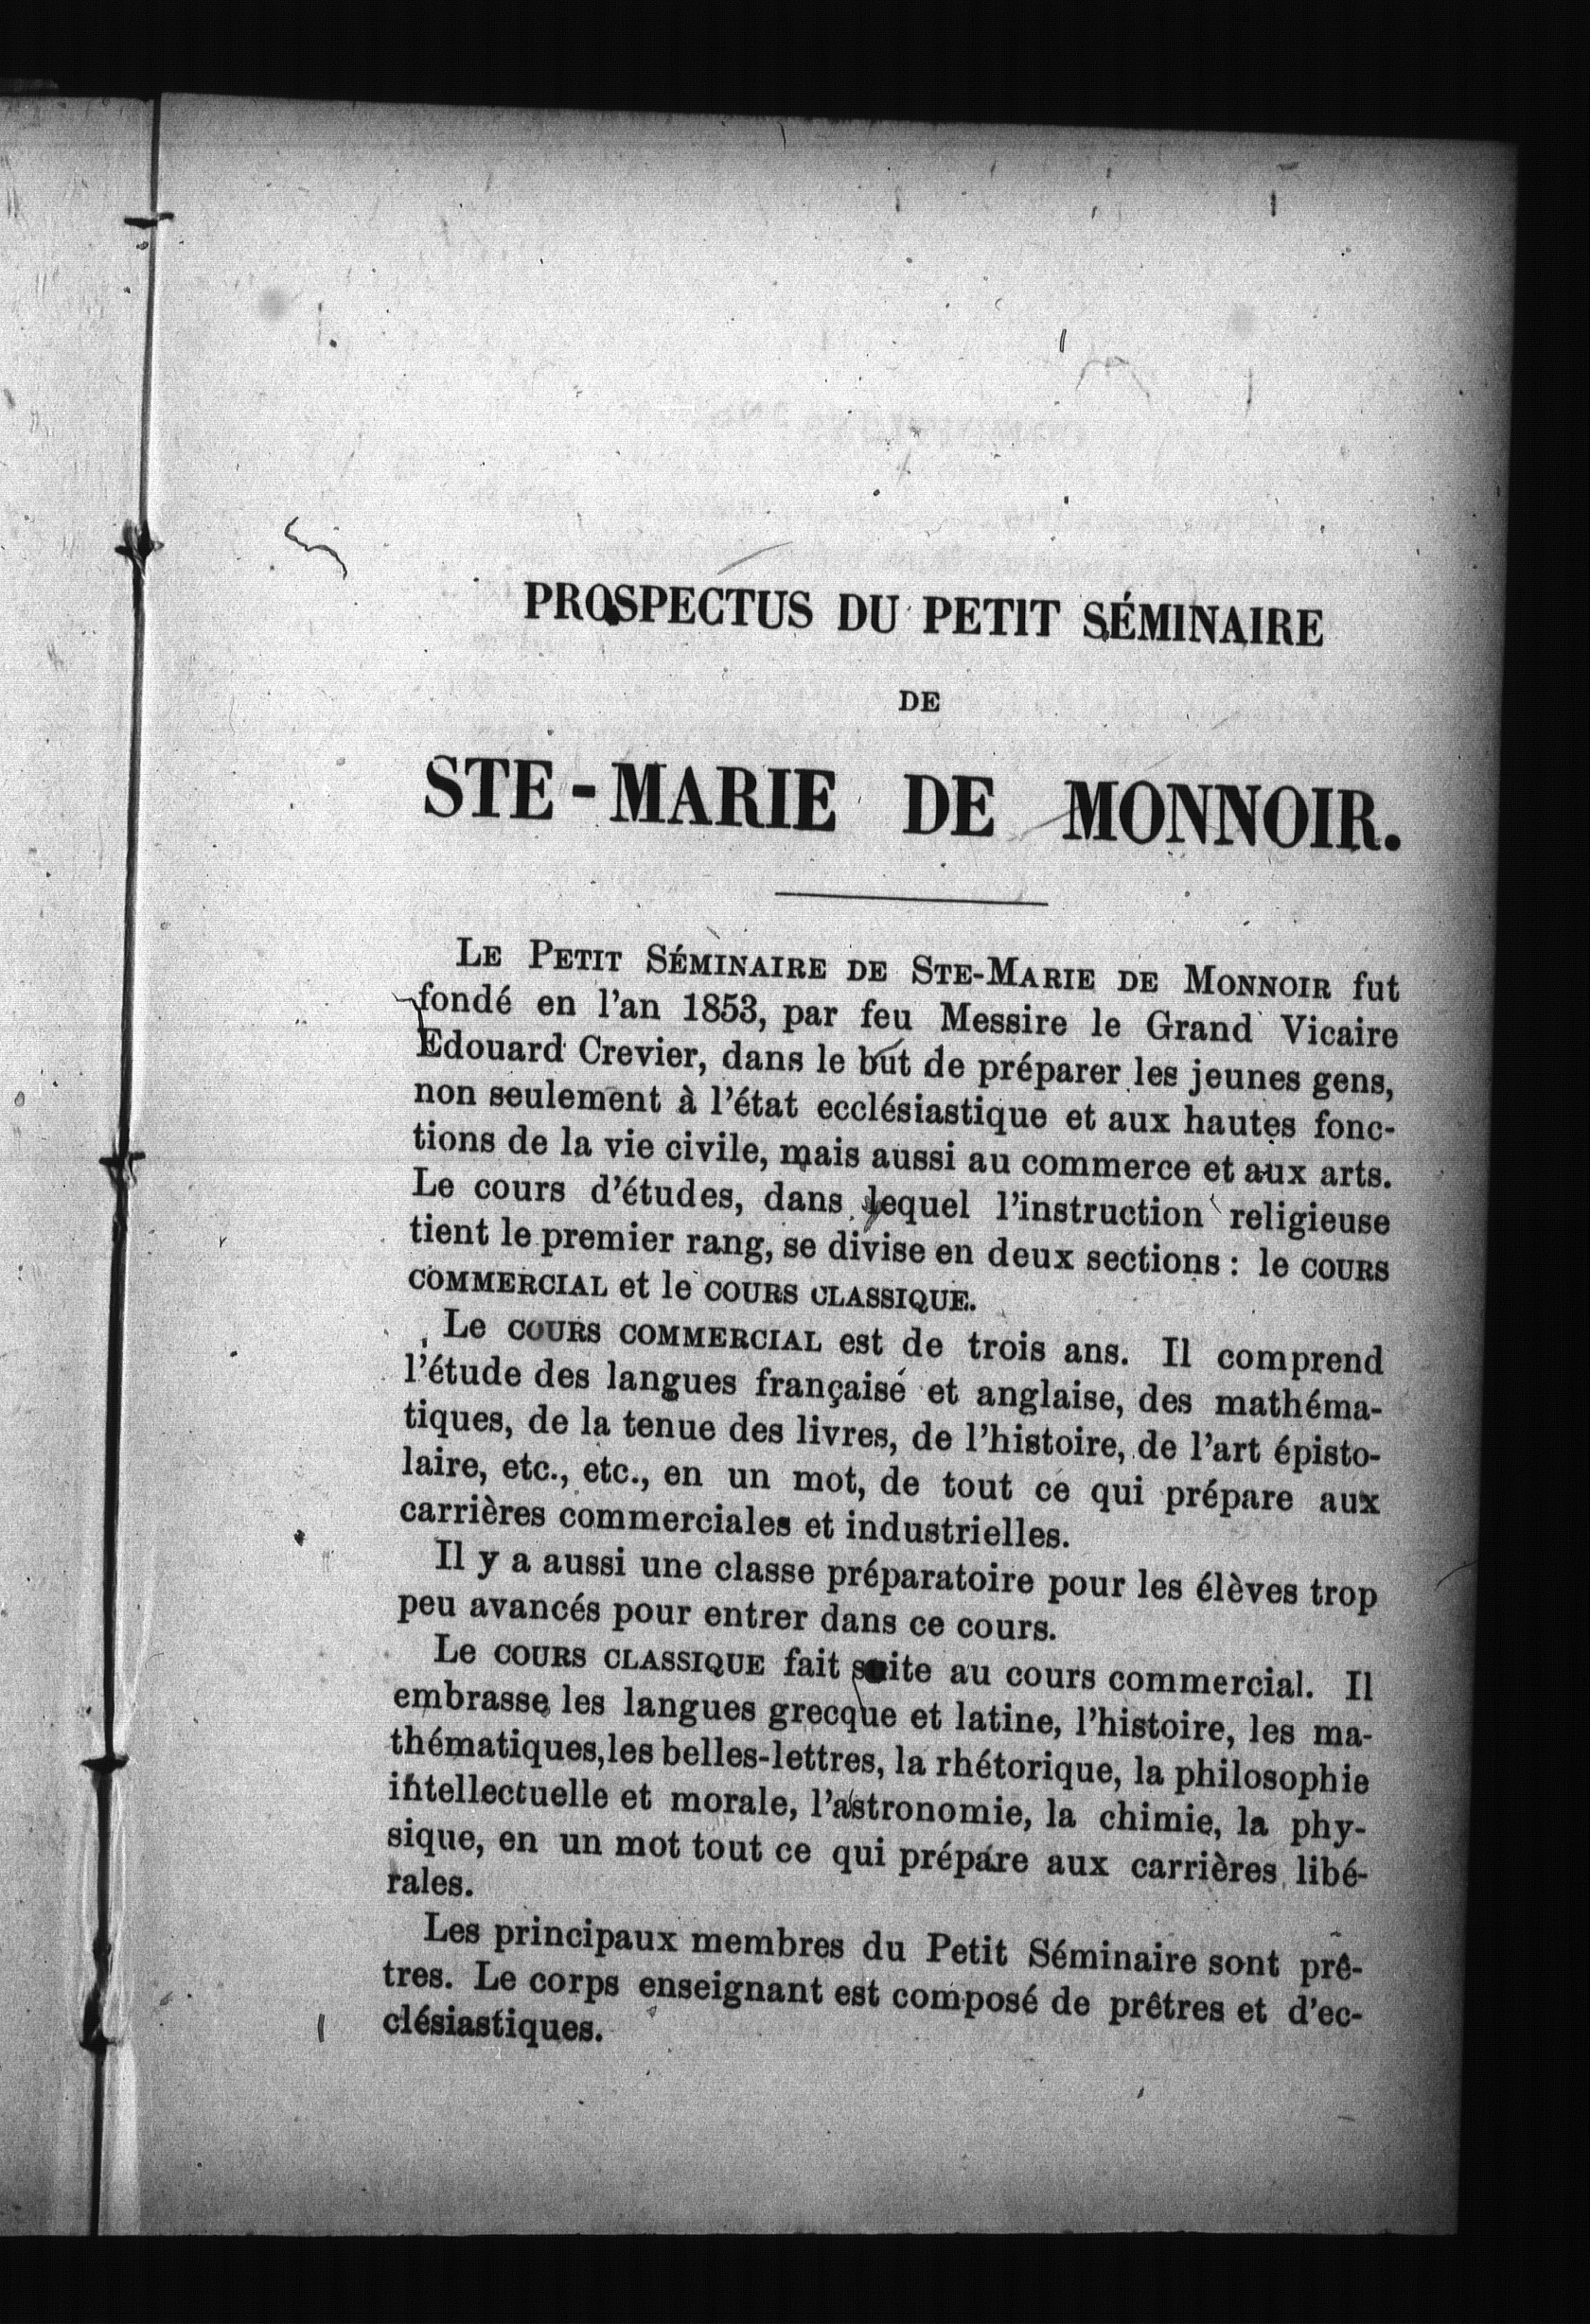 PROSPECTUS DU PETIT SÉMINAIRE
DE
STE-MARIE DE MONNOIR.
LE PETIT SÉMINAIRE DE STE-MARIE DE MONNOIR fut
fondé en l'an 1853, par feu Messire le Grand Vicaire
Edouard Crevier, dans le but de préparer les jeunes gens,
non seulement à l'état ecclésiastique et aux hautes fonc-
tions de la vie civile, mais aussi au commerce et aux arts.
Le cours d'études, dans lequel l'instruction religieuse
tient le premier rang, se divise en deux sections : le COURS
COMMERCIAL et le COURS CLASSIQUE.
Le COURS COMMERCIAL est de trois ans. Il comprend
l'étude des langues française et anglaise, des mathéma-
tiques, de la tenue des livres, de l'histoire, de l'art épisto-
laire, etc., etc., en un mot, de tout ce qui prépare aux
carrières commerciales et industrielles.
Il y a aussi une classe préparatoire pour les élèves trop
peu avancés pour entrer dans ce cours.
Le COURS CLASSIQUE fait suite au cours commercial. Il
embrasse les langues grecque et latine, l'histoire, les ma-
thématiques, les belles-lettres, la rhétorique, la philosophie
intellectuelle et morale, l'astronomie, la chimie, la phy-
sique, en un mot tout ce qui prépare aux carrières libé-
rales.
Les principaux membres du Petit Séminaire sont prê-
tres. Le corps enseignant est composé de prêtres et d'ec-
clésiastiques.